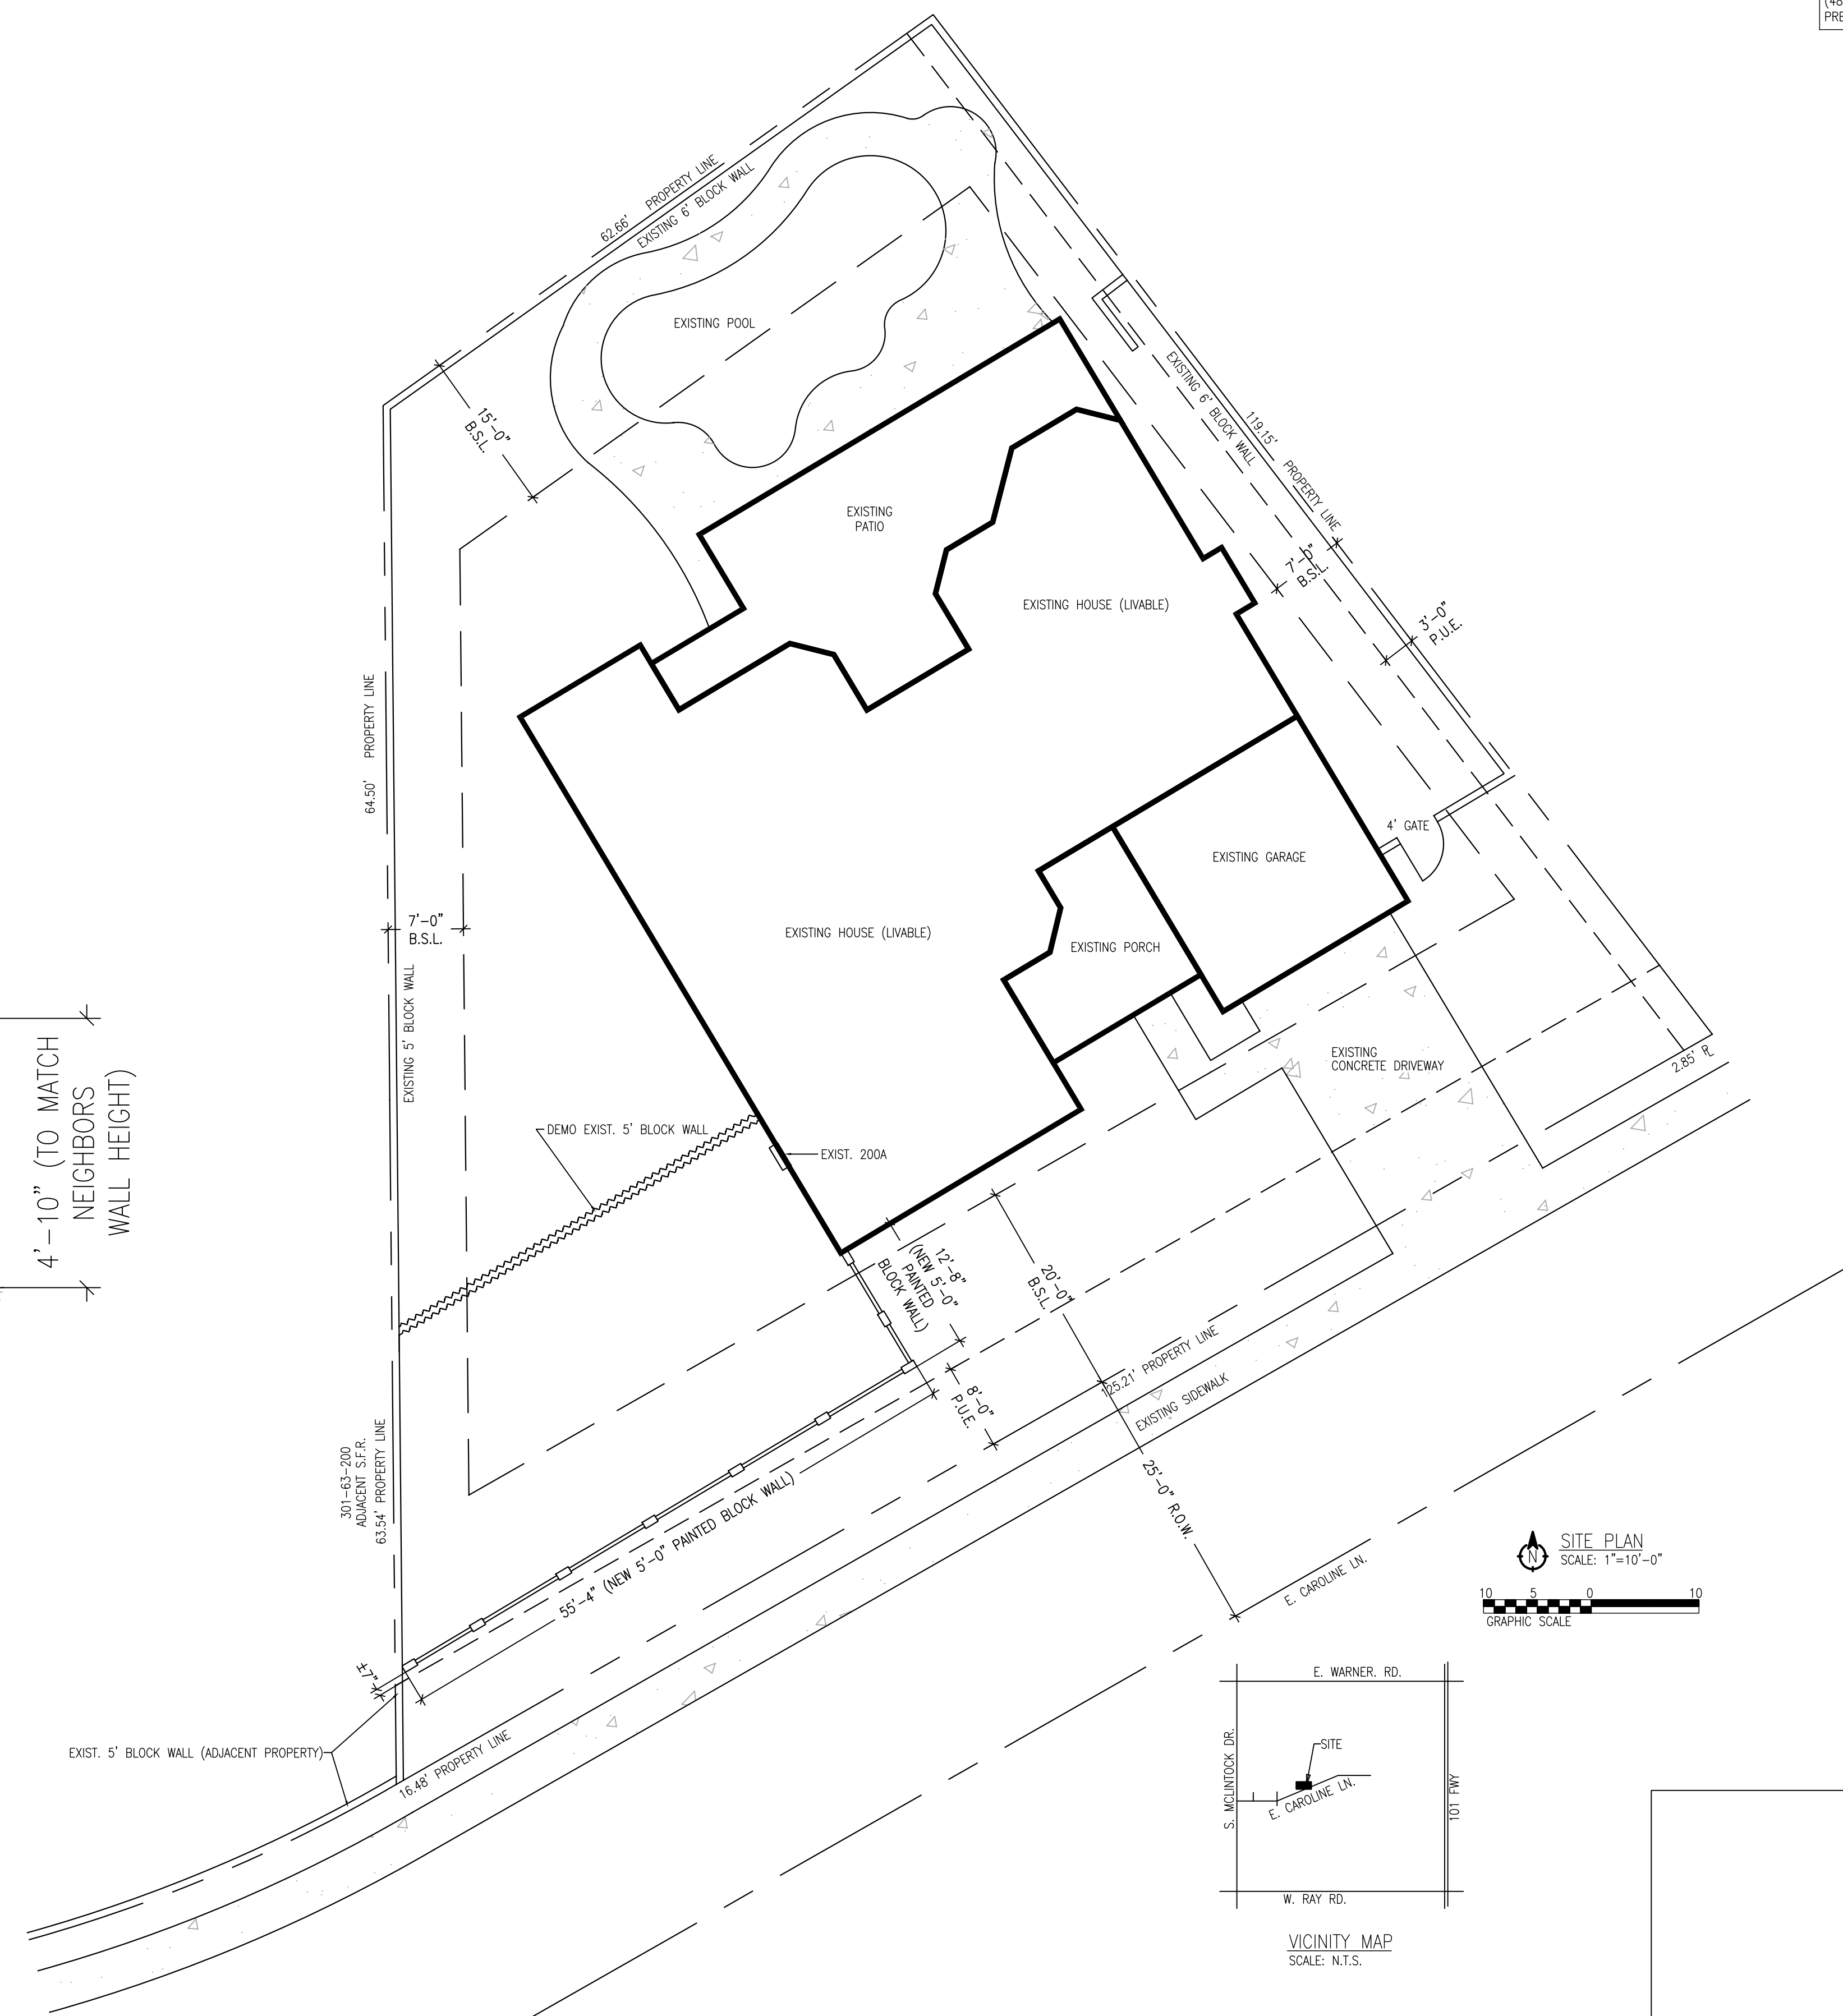 (48
PRE
62.66' PROPERTY LINE
EXISTING 6' BLOCK WALL
EXISTING POOL
15'-0"
B.S.L.
EXISTING 6' BLOCK WALL
119.15' PROPERTY LINE
EXISTING
PATIO
7'-0"
B.S.L.
EXISTING HOUSE (LIVABLE)
3'-0"
P.U.E.
64.50' PROPERTY LINE
4' GATE
EXISTING GARAGE
7'-0"
B.S.L.
EXISTING HOUSE (LIVABLE)
EXISTING PORCH
EXISTING 5' BLOCK WALL
4'-10" (TO MATCH
NEIGHBORS
WALL HEIGHT)
EXISTING
CONCRETE DRIVEWAY
2.85' PL
DEMO EXIST. 5' BLOCK WALL
EXIST. 200A
12'-8"
(NEW 5'-0"
PAINTED
BLOCK WALL)
20'-0"
B.S.L.
8'-0"
P.U.E.
125.21' PROPERTY LINE
EXISTING SIDEWALK
25'-0" R.O.W.
E. CAROLINE LN.
301-63-200
ADJACENT S.F.R.
63.54' PROPERTY LINE
55'-4" (NEW 5'-0" PAINTED BLOCK WALL)
±7"
EXIST. 5' BLOCK WALL (ADJACENT PROPERTY)
16.48' PROPERTY LINE
N
SITE PLAN
SCALE: 1"=10'-0"
10 5 0 10
GRAPHIC SCALE
E. WARNER. RD.
S. MCLINTOCK DR.
SITE
E. CAROLINE LN.
101 FWY
W. RAY RD.
VICINITY MAP
SCALE: N.T.S.